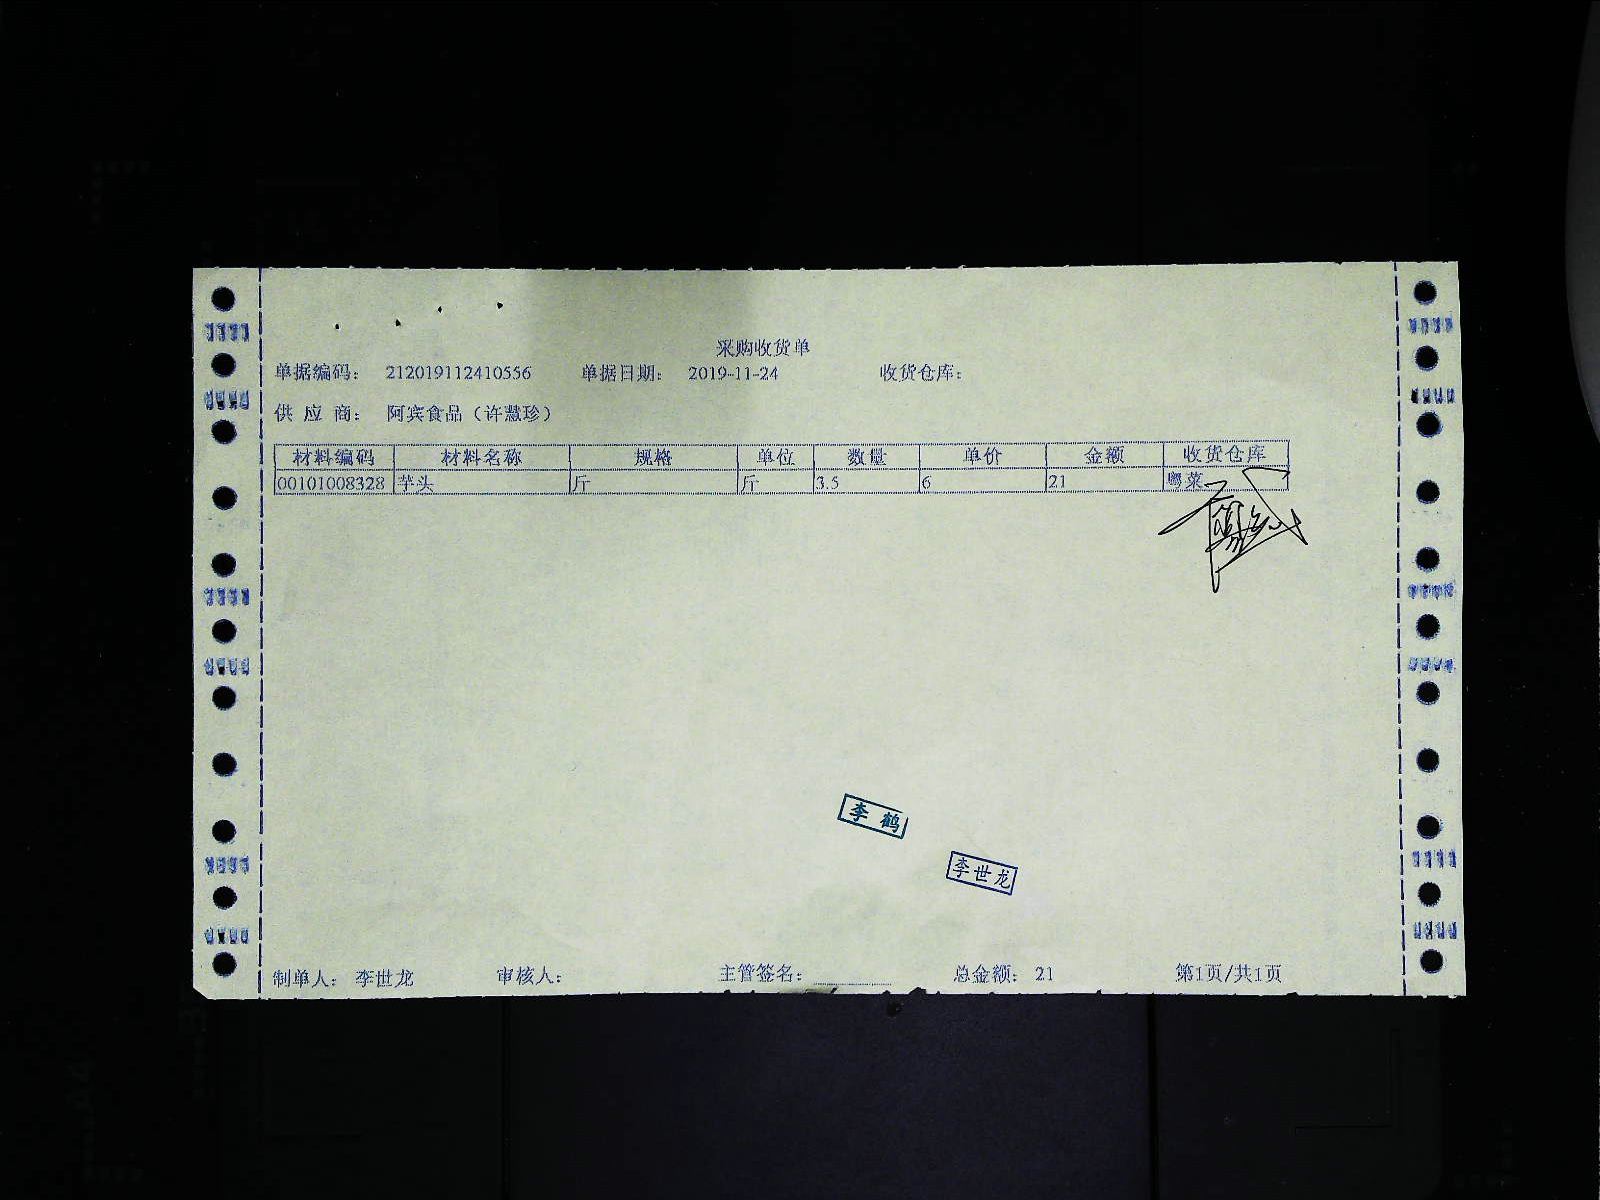 采购收货单
单据编码： 212019112410556 单据日期： 2019-11-24 收货仓库：
供 应 商： 阿宾食品（许慧珍）
材料编码 材料名称 规格 单位 数量 单价 金额 收货仓库
00101008328 芋头 斤 斤 3.5 6 21 粤菜
李鹤
李世龙
制单人： 李世龙 审核人： 主管签名： 总金额： 21 第1页/共1页